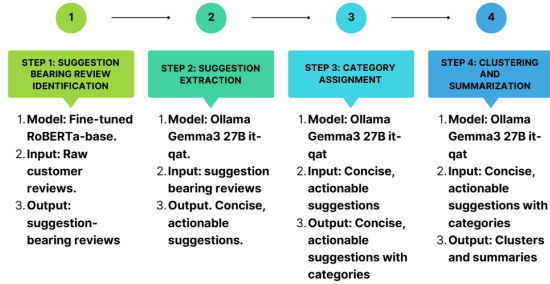 1
2
3
4
STEP 1: SUGGESTION
BEARING REVIEW
IDENTIFICATION
1. Model: Fine-tuned
RoBERTa-base.
2. Input: Raw
customer
reviews.
3. Output:
suggestion-
bearing reviews
STEP 2: SUGGESTION
EXTRACTION
1. Model: Ollama
Gemma3 27B it-
qat.
2. Input: suggestion
bearing reviews
3. Output. Concise,
actionable
suggestions.
STEP 3: CATEGORY
ASSIGNMENT
1. Model: Ollama
Gemma3 27B it-
qat
2. Input: Concise,
actionable
suggestions
3. Output: Concise,
actionable
suggestions with
categories
STEP 4: CLUSTERING
AND
SUMMARIZATION
1. Model: Ollama
Gemma3 27B it-
qat
2. Input: Concise,
actionable
suggestions with
categories
3. Output: Clusters
and summaries